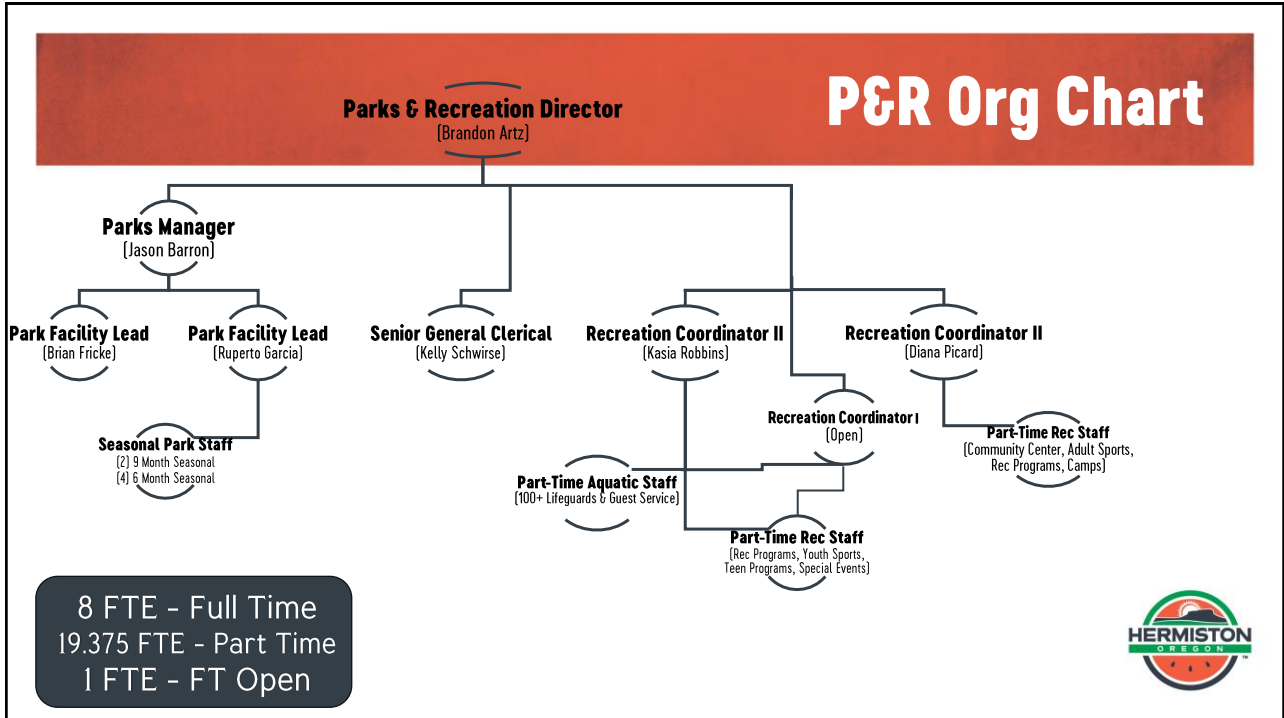 P&R Org Chart
Parks & Recreation Director
(Brandon Artz)
Parks Manager
(Jason Barron)
Park Facility Lead
(Brian Fricke)
Park Facility Lead
(Ruperto Garcia)
Senior General Clerical
(Kelly Schwirse)
Recreation Coordinator II
(Kasia Robbins)
Recreation Coordinator II
(Diana Picard)
Recreation Coordinator I
(Open)
Seasonal Park Staff
(2) 9 Month Seasonal
(4) 6 Month Seasonal
Part-Time Aquatic Staff
(100+ Lifeguards & Guest Service)
Part-Time Rec Staff
(Community Center, Adult Sports,
Rec Programs, Camps)
Part-Time Rec Staff
(Rec Programs, Youth Sports,
Teen Programs, Special Events)
8 FTE - Full Time
19.375 FTE - Part Time
1 FTE - FT Open
HERMISTON
OREGON
TM